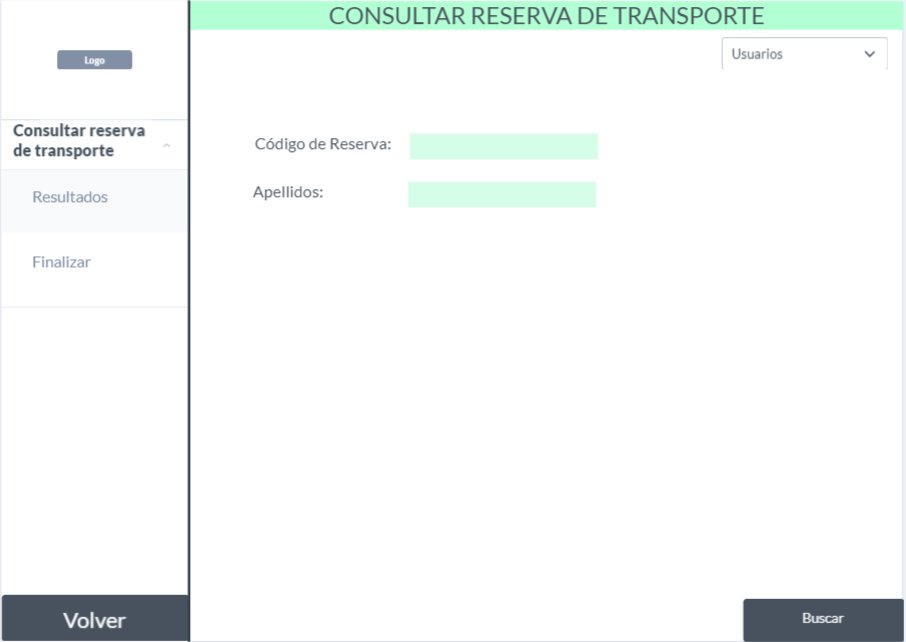 CONSULTAR RESERVA DE TRANSPORTE
Logo
Usuarios
Consultar reserva
de transporte
Código de Reserva:
Resultados
Apellidos:
Finalizar
Volver
Buscar